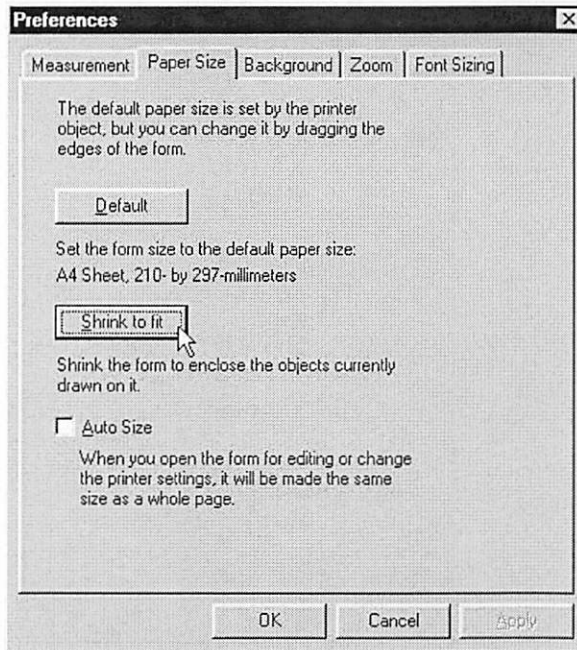 Preferences
Measurement Paper Size Background Zoom Font Sizing
The default paper size is set by the printer
object, but you can change it by dragging the
edges of the form.
Default
Set the form size to the default paper size:
A4 Sheet, 210- by 297-millimeters
Shrink to fit
Shrink the form to enclose the objects currently
drawn on it.
Auto Size
When you open the form for editing or change
the printer settings, it will be made the same
size as a whole page.
OK Cancel Apply